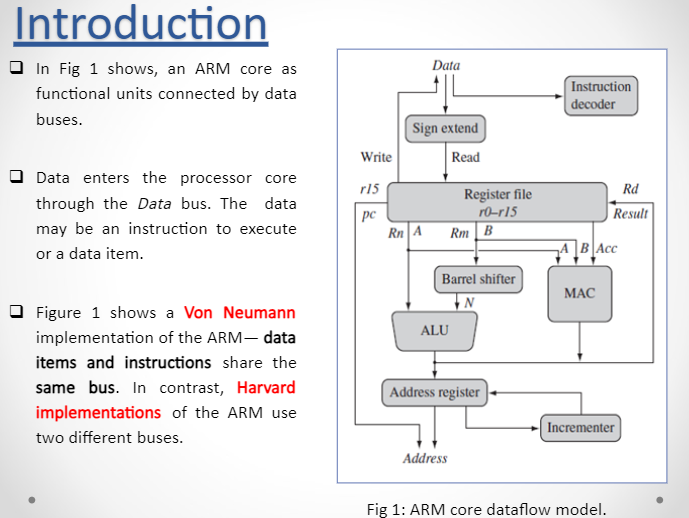 Introduction
In Fig 1 shows, an ARM core as
functional units connected by data
buses.
Data enters the processor core
through the Data bus. The data
may be an instruction to execute
or a data item.
Figure 1 shows a Von Neumann
implementation of the ARM— data
items and instructions share the
same bus. In contrast, Harvard
implementations of the ARM use
two different buses.
Data
Instruction
decoder
Sign extend
Write
Read
r15
Register file
Rd
pc
r0–r15
Result
Rn A
Rm B
A B Acc
Barrel shifter
MAC
N
ALU
Address register
Incrementer
Address
Fig 1: ARM core dataflow model.